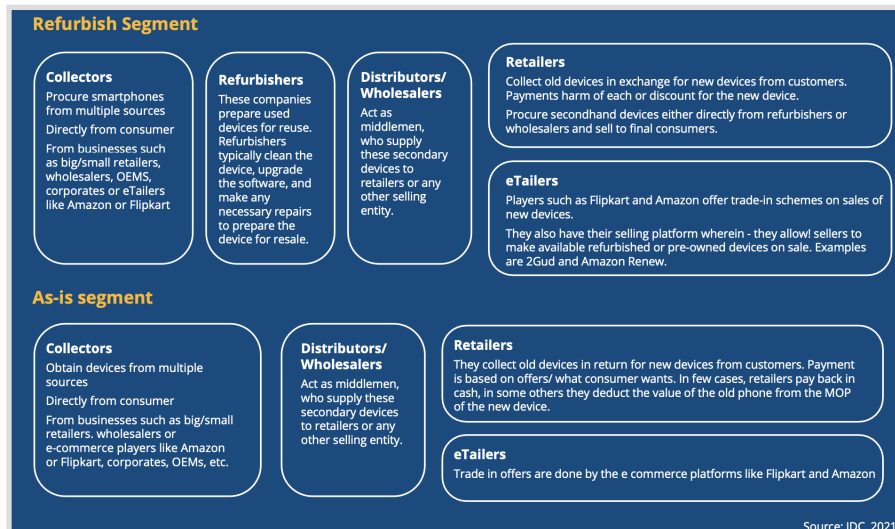 Refurbish Segment
Collectors
Procure smartphones
from multiple sources
Directly from consumer
From businesses such
as big/small retailers,
wholesalers, OEMS,
corporates or eTailers
like Amazon or Flipkart
Refurbishers
These companies
prepare used
devices for reuse.
Refurbishers
typically clean the
device, upgrade
the software, and
make any
necessary repairs
to prepare the
device for resale.
Distributors/
Wholesalers
Act as
middlemen,
who supply
these secondary
devices to
retailers or any
other selling
entity.
Retailers
Collect old devices in exchange for new devices from customers.
Payments harm of each or discount for the new device.
Procure secondhand devices either directly from refurbishers or
wholesalers and sell to final consumers.
eTailers
Players such as Flipkart and Amazon offer trade-in schemes on sales of
new devices.
They also have their selling platform wherein - they allow! sellers to
make available refurbished or pre-owned devices on sale. Examples
are 2Gud and Amazon Renew.
As-is segment
Collectors
Obtain devices from multiple
sources
Directly from consumer
From businesses such as big/small
retailers. wholesalers or
e-commerce players like Amazon
or Flipkart, corporates, OEMs, etc.
Distributors/
Wholesalers
Act as middlemen,
who supply these
secondary devices
to retailers or any
other selling entity.
Retailers
They collect old devices in return for new devices from customers. Payment
is based on offers/ what consumer wants. In few cases, retailers pay back in
cash, in some others they deduct the value of the old phone from the MOP
of the new device.
eTailers
Trade in offers are done by the e commerce platforms like Flipkart and Amazon
Source: IDC, 2021